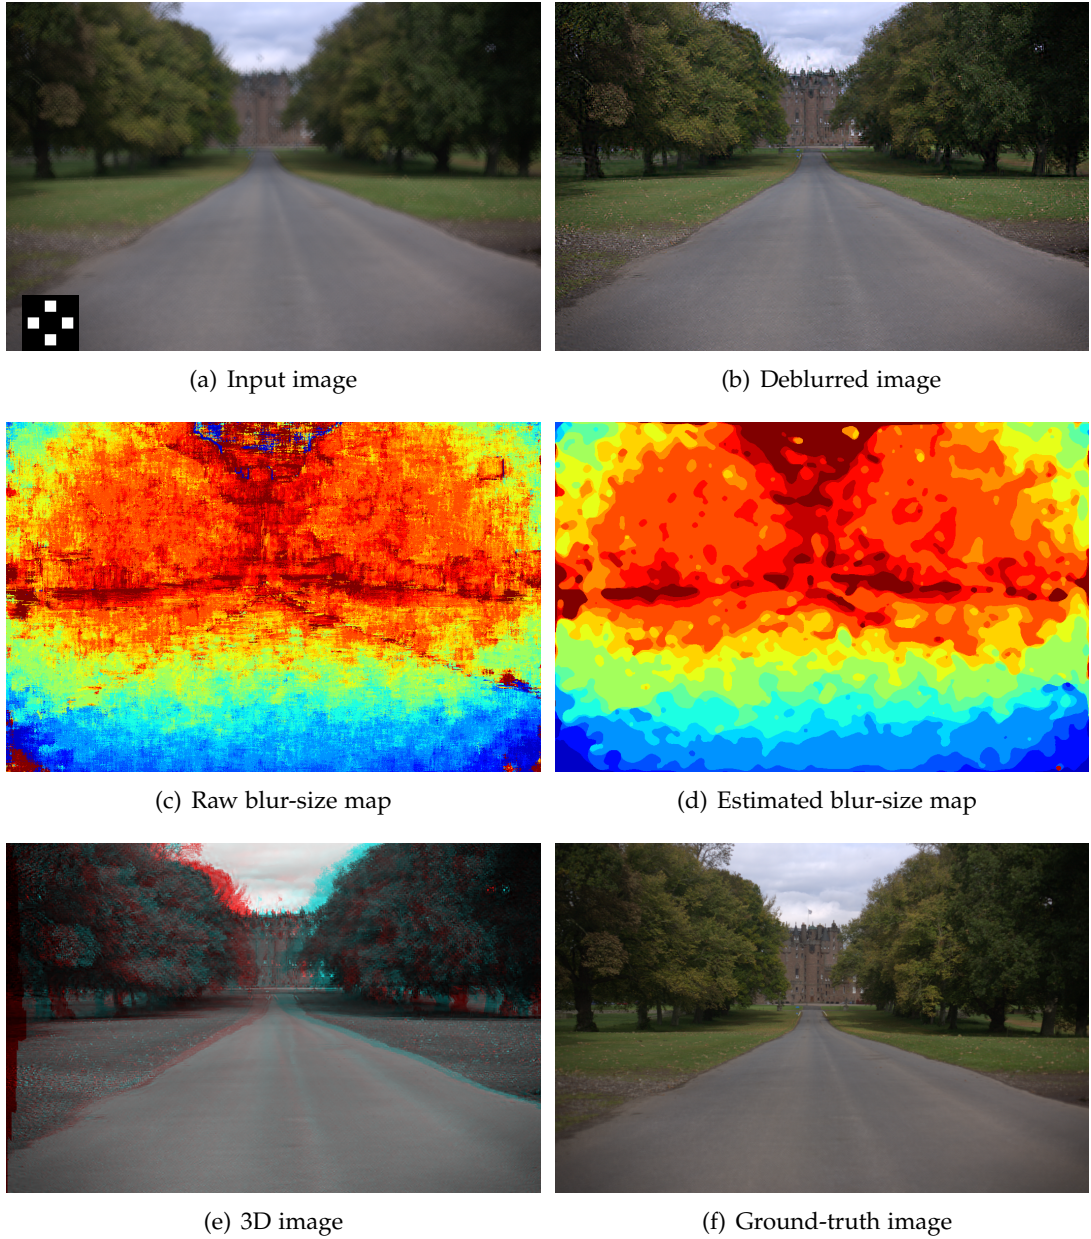 (a) Input image
(b) Deblurred image
(c) Raw blur-size map
(d) Estimated blur-size map
(e) 3D image
(f) Ground-truth image